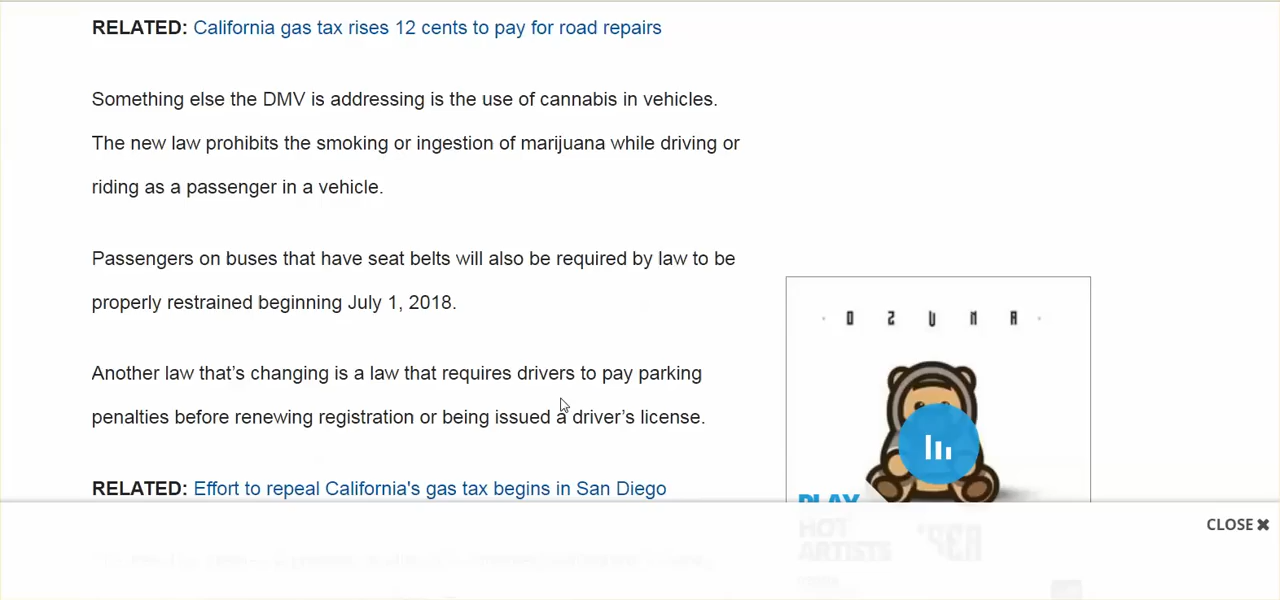 RELATED: California gas tax rises 12 cents to pay for road repairs
Something else the DMV is addressing is the use of cannabis in vehicles.
The new law prohibits the smoking or ingestion of marijuana while driving or
riding as a passenger in a vehicle.
Passengers on buses that have seat belts will also be required by law to be
properly restrained beginning July 1, 2018.
Another law that’s changing is a law that requires drivers to pay parking
penalties before renewing registration or being issued a driver’s license.
RELATED: Effort to repeal California's gas tax begins in San Diego
OZUNA
PLAY
HOT
ARTISTS
CLOSE ✖